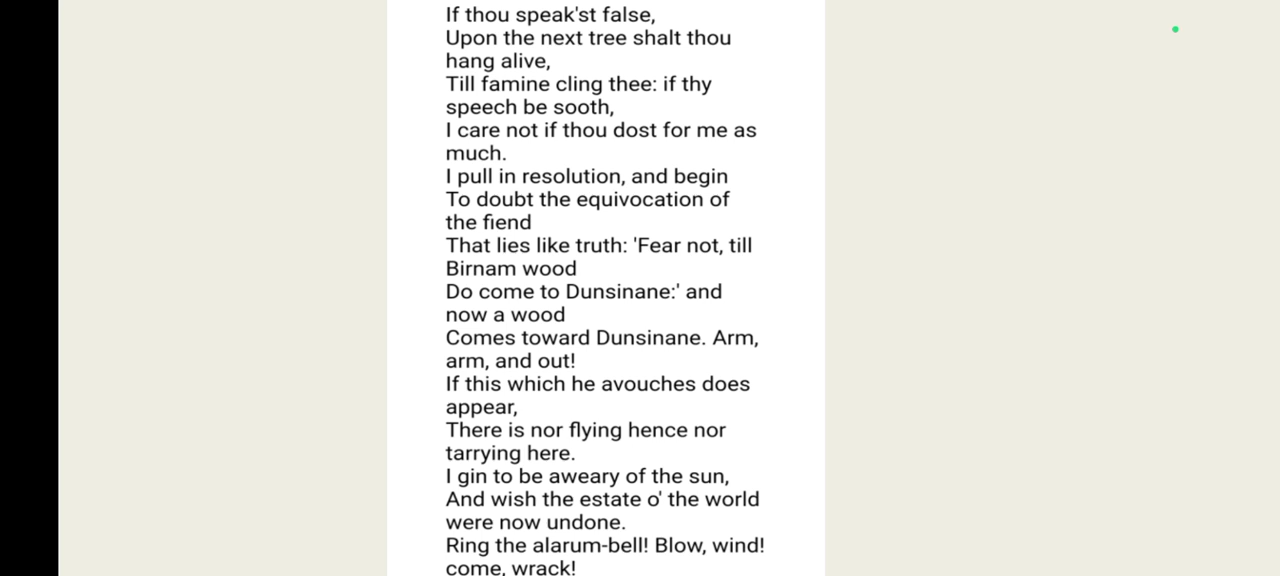 If thou speak'st false,
Upon the next tree shalt thou
hang alive,
Till famine cling thee: if thy
speech be sooth,
I care not if thou dost for me as
much.
I pull in resolution, and begin
To doubt the equivocation of
the fiend
That lies like truth: 'Fear not, till
Birnam wood
Do come to Dunsinane:' and
now a wood
Comes toward Dunsinane. Arm,
arm, and out!
If this which he avouches does
appear,
There is nor flying hence nor
tarrying here.
I gin to be aweary of the sun,
And wish the estate o' the world
were now undone.
Ring the alarum-bell! Blow, wind!
come, wrack!